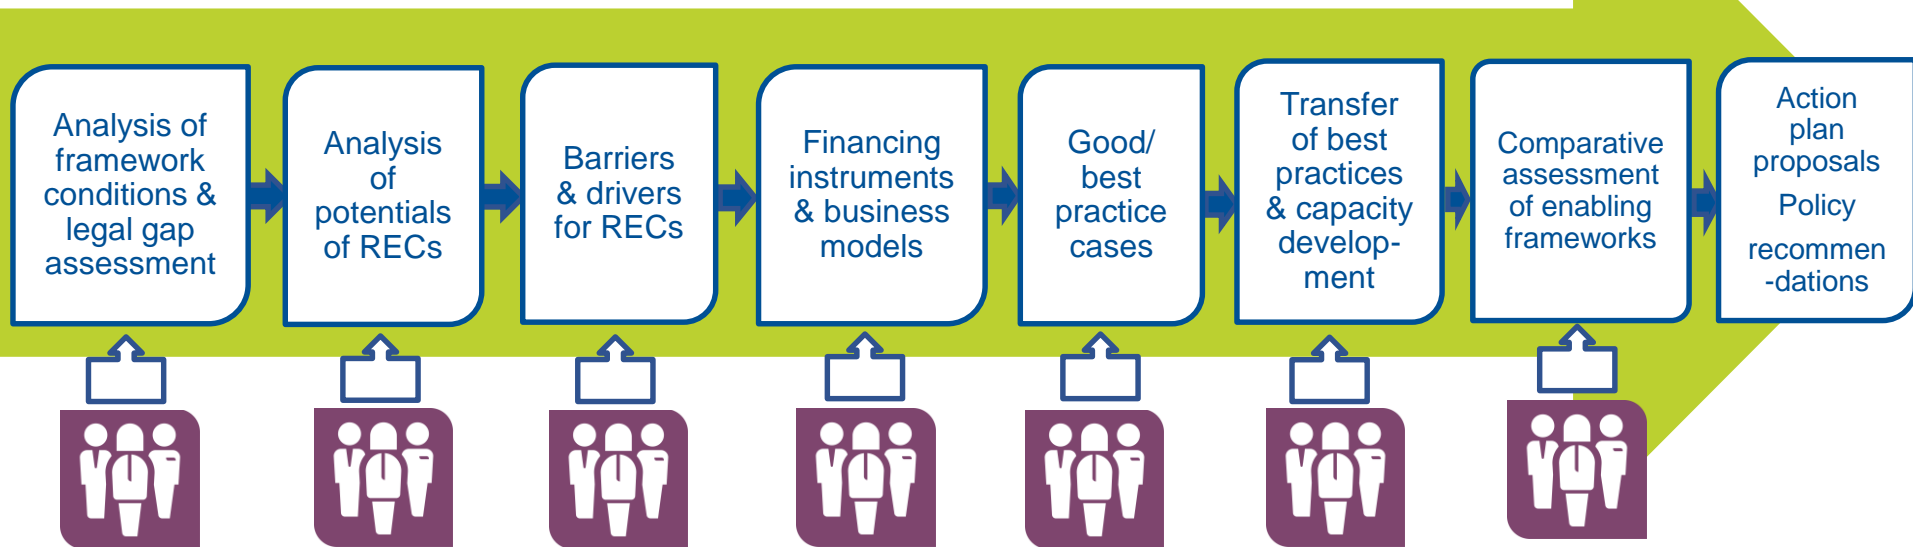 Analysis of
framework
conditions &
legal gap
assessment
Analysis
of
potentials
of RECs
Barriers
& drivers
for RECs
Financing
instruments
& business
models
Good/
best
practice
cases
Transfer
of best
practices
& capacity
develop-
ment
Comparative
assessment
of enabling
frameworks
Action
plan
proposals
Policy
recommen
-dations